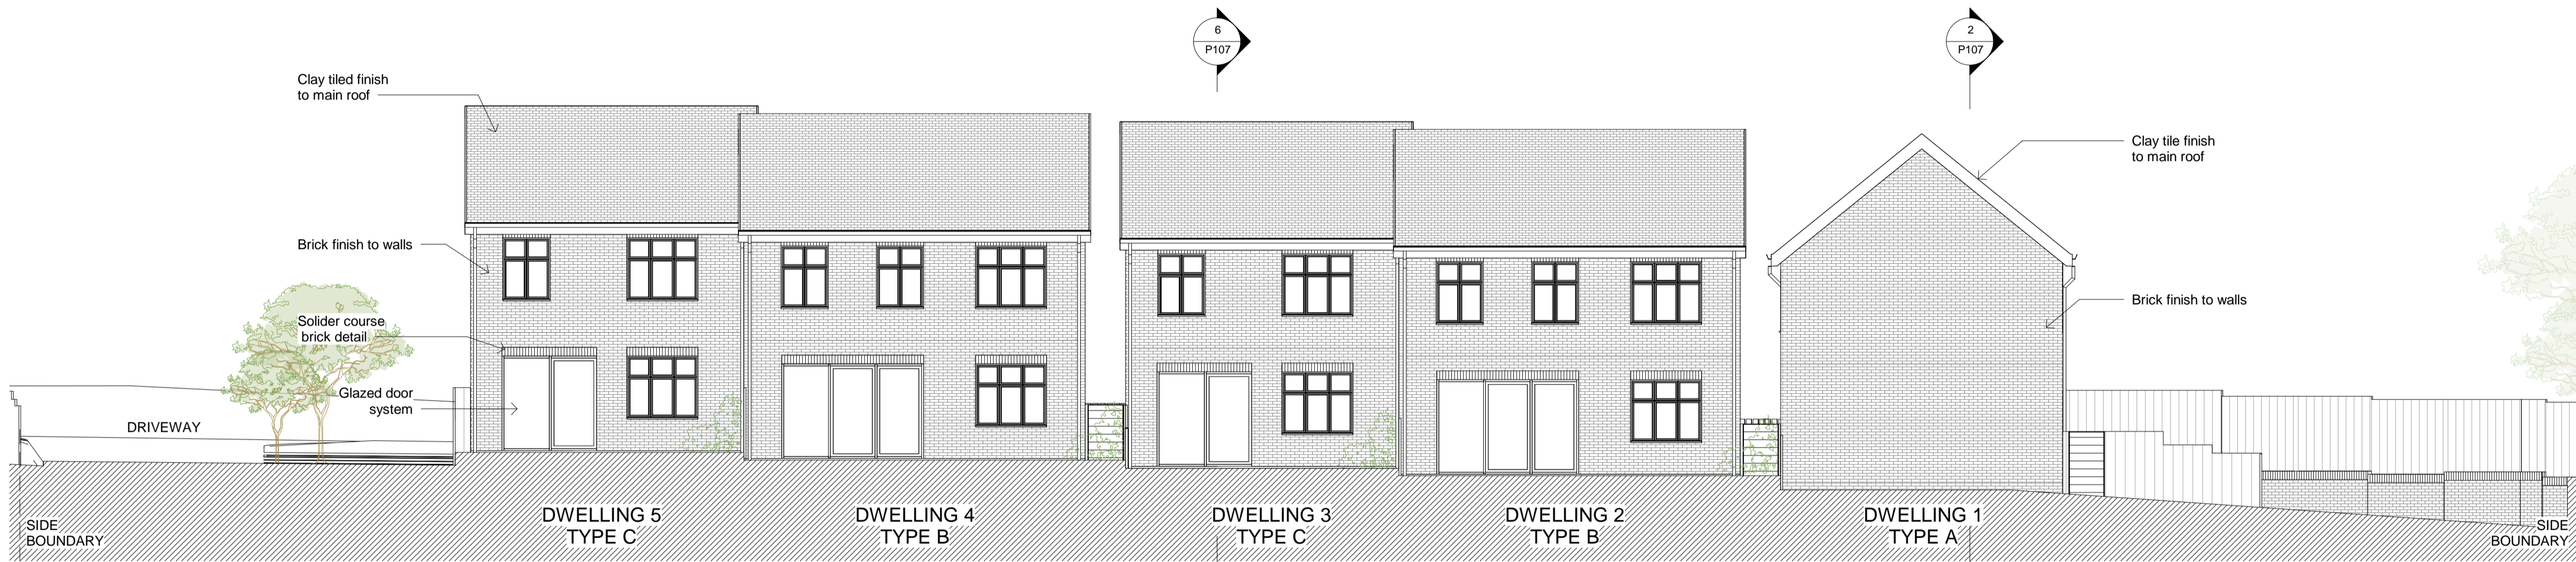 6
P107
2
P107
Clay tiled finish
to main roof
Clay tile finish
to main roof
Brick finish to walls
Brick finish to walls
Solider course
brick detail
Glazed door
system
DRIVEWAY
SIDE
BOUNDARY
DWELLING 5
TYPE C
DWELLING 4
TYPE B
DWELLING 3
TYPE C
DWELLING 2
TYPE B
DWELLING 1
TYPE A
SIDE
BOUNDARY